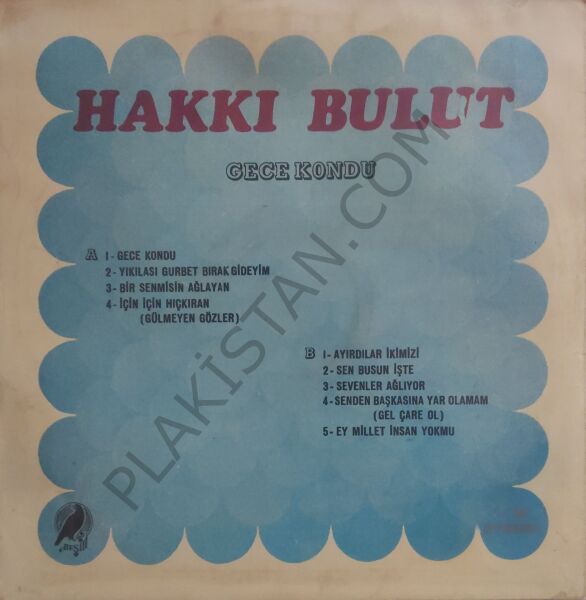 HAKKI BULUT
GECE KONDU
A 1- GECE KONDU
2- YIKILASI GURBET BIRAK GİDEYİM
3- BİR SENMİSİN AĞLAYAN
4- İÇİN İÇİN HIÇKIRAN
(GÜLMEYEN GÖZLER)
B 1- AYIRDILAR İKİMİZİ
2- SEN BUSUN İŞTE
3- SEVENLER AĞLIYOR
4- SENDEN BAŞKASINA YAR OLAMAM
(GEL ÇARE OL)
5- EY MİLLET İNSAN YOKMU
PLAKİSTAN.COM